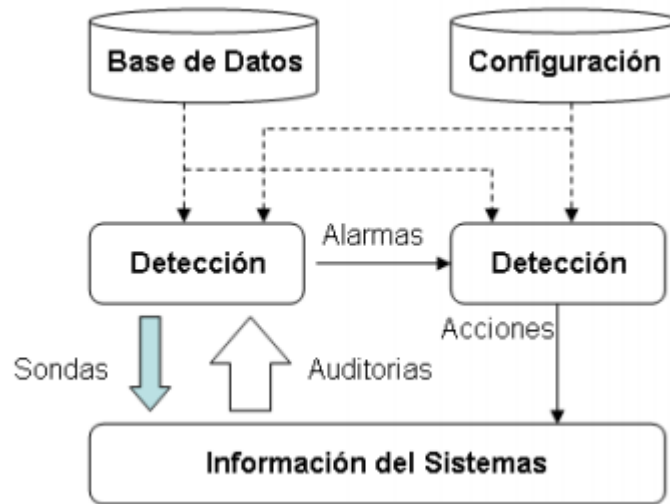 Base de Datos
Configuración
Alarmas
Detección
Detección
Acciones
Sondas
Auditorias
Información del Sistemas